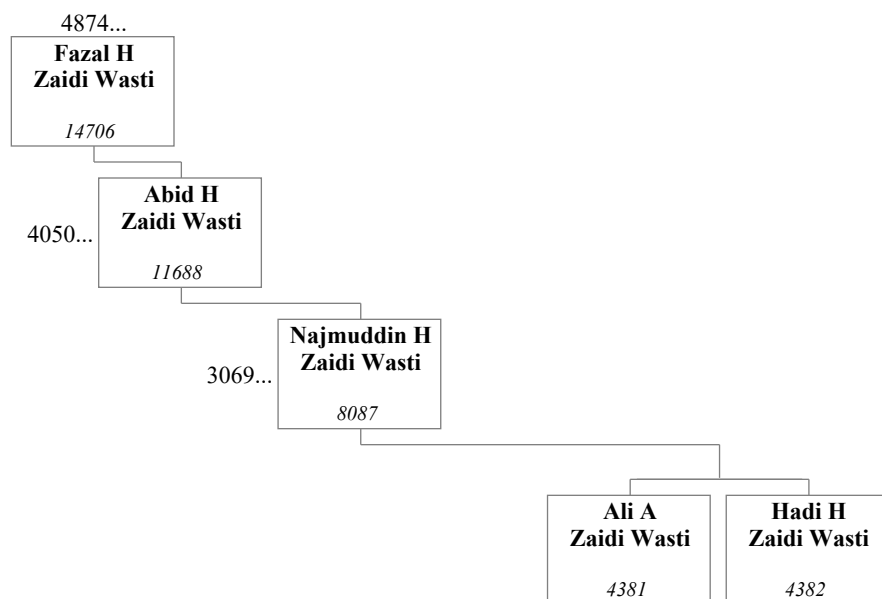 4874...
Fazal H
Zaidi Wasti
14706
Abid H
Zaidi Wasti
4050...
11688
Najmuddin H
Zaidi Wasti
3069...
8087
Ali A
Zaidi Wasti
4381
Hadi H
Zaidi Wasti
4382